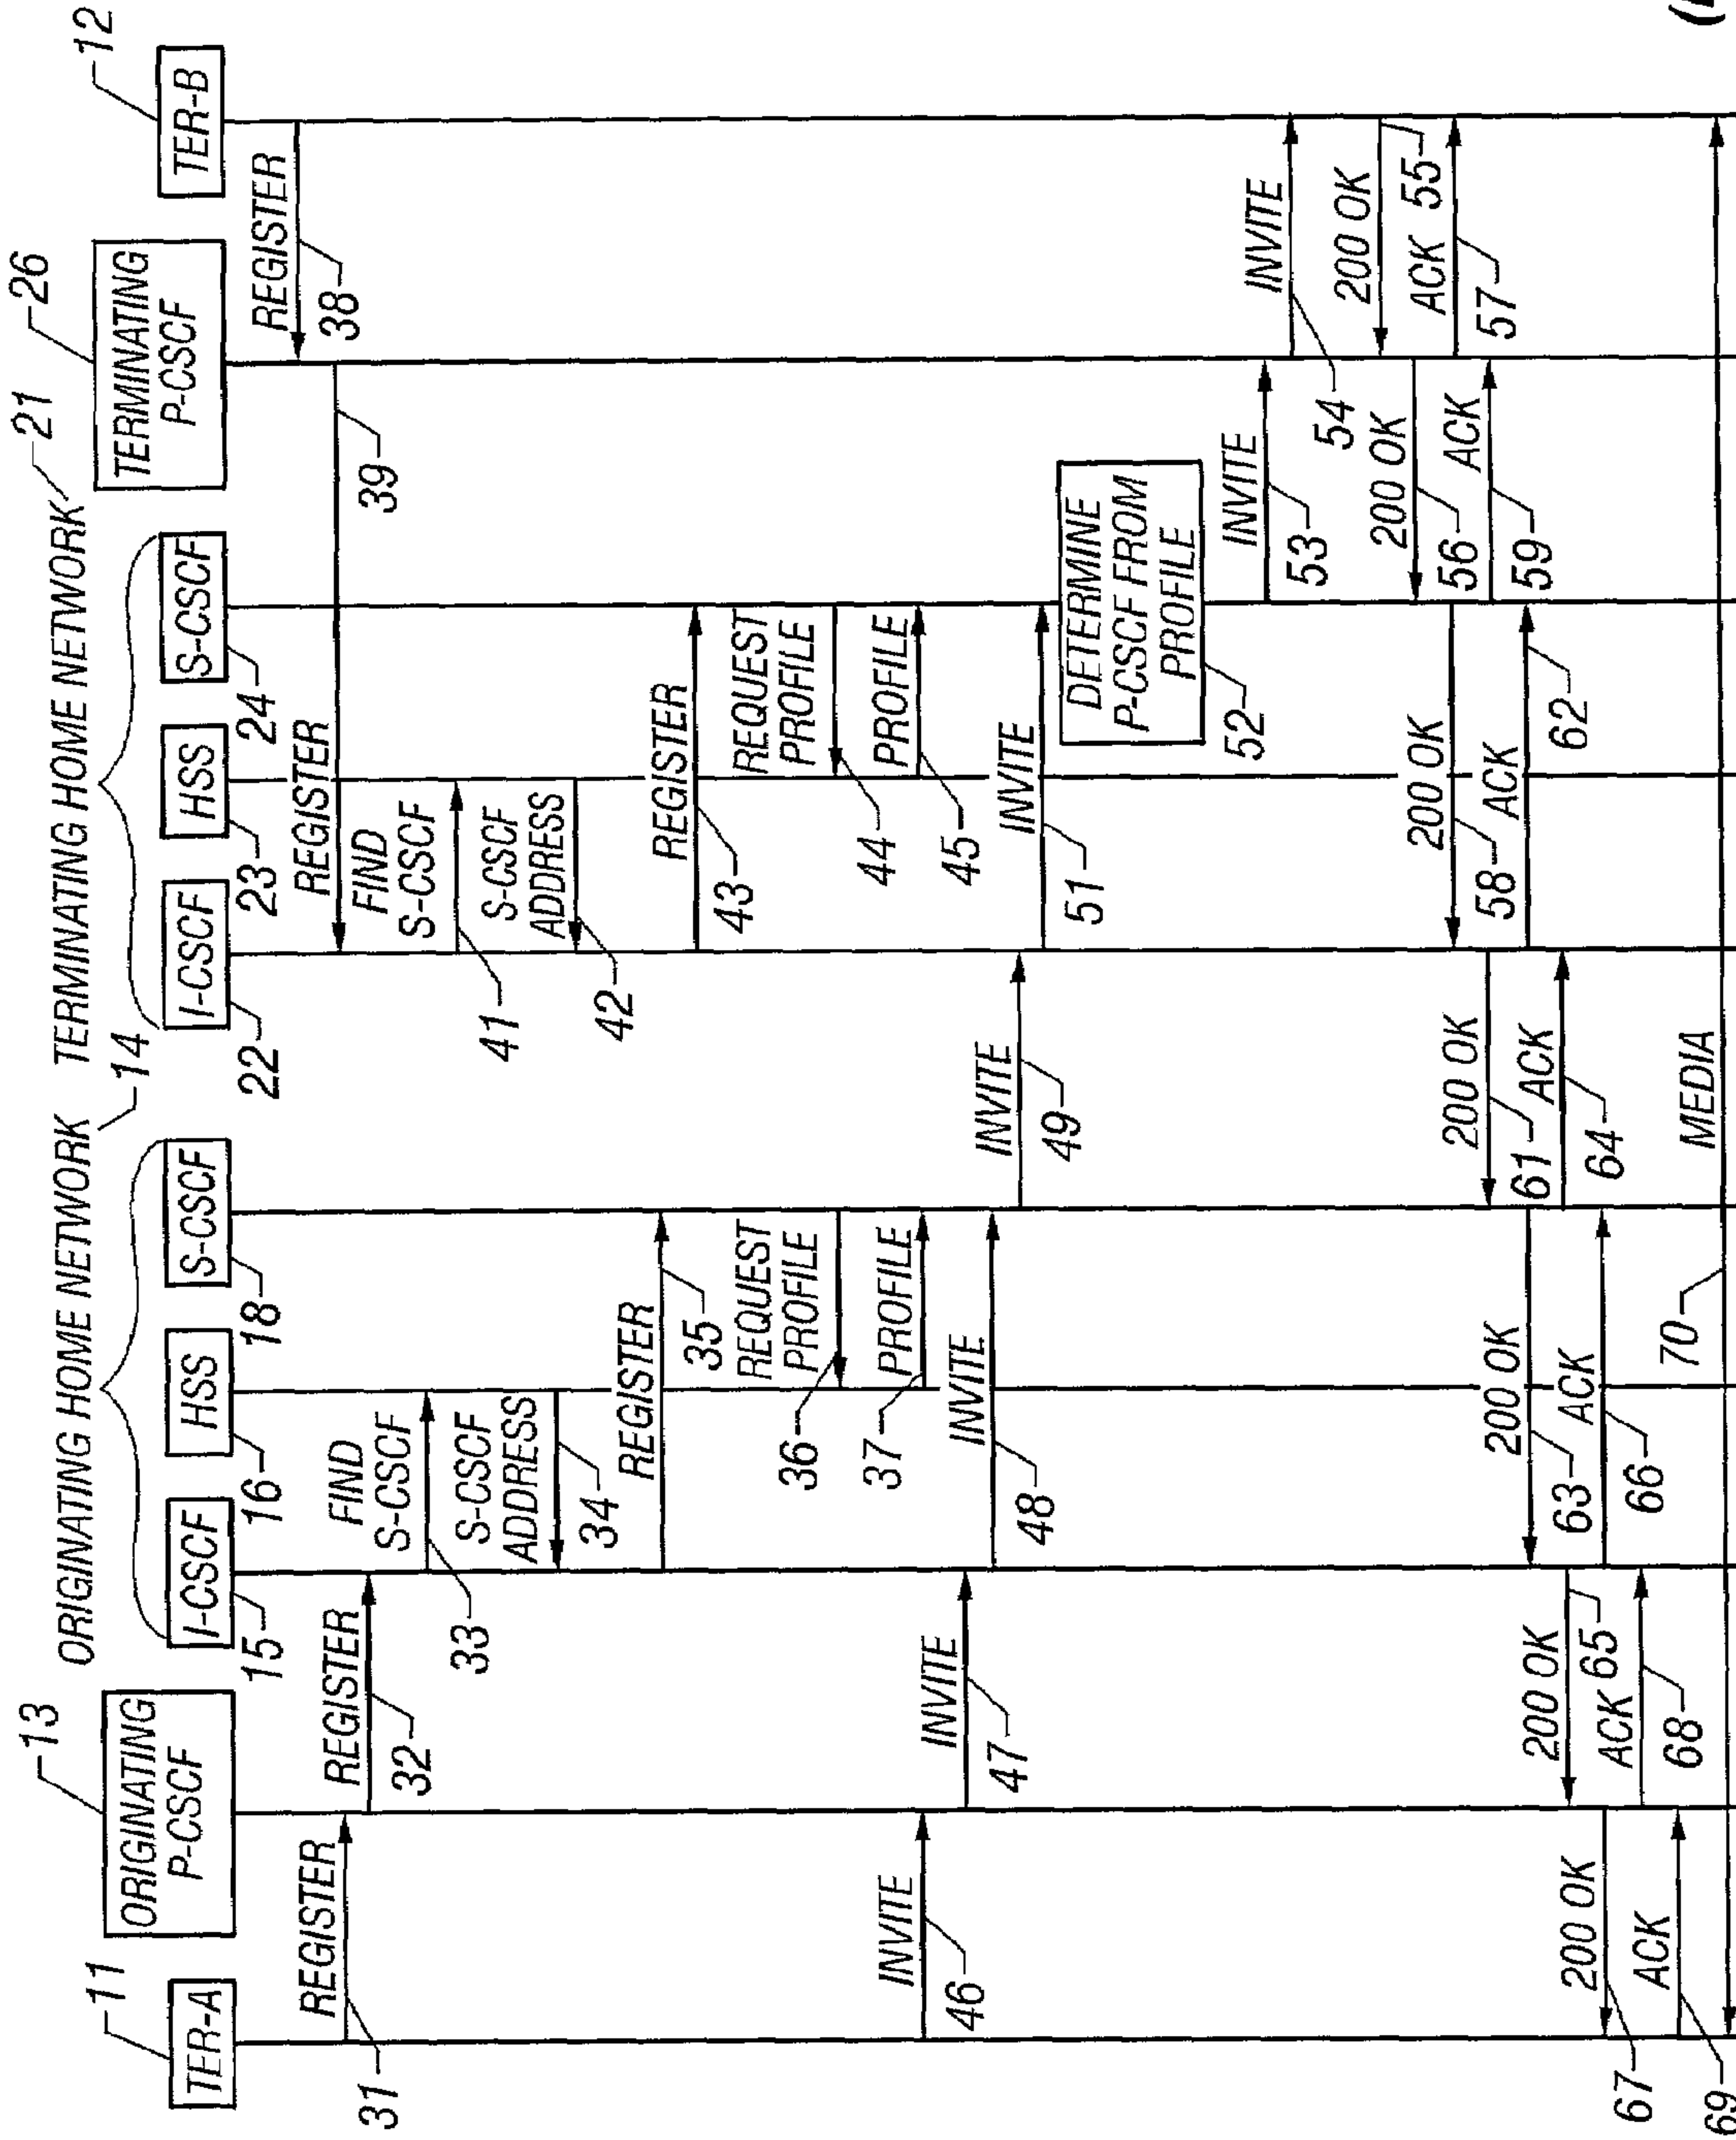 ORIGINATING HOME NETWORK
14
TERMINATING HOME NETWORK
21
11
TER-A
13
ORIGINATING
P-CSCF
I-CSCF
15
HSS
16
S-CSCF
18
I-CSCF
22
HSS
23
S-CSCF
24
26
TERMINATING
P-CSCF
12
TER-B
REGISTER
38
REGISTER
39
REGISTER
31
REGISTER
32
FIND
S-CSCF
33
FIND
S-CSCF
41
S-CSCF
ADDRESS
34
S-CSCF
ADDRESS
42
REGISTER
35
REGISTER
43
REQUEST
PROFILE
36
REQUEST
PROFILE
44
PROFILE
37
PROFILE
45
INVITE
46
INVITE
47
INVITE
48
INVITE
49
INVITE
51
DETERMINE
P-CSCF FROM
PROFILE
52
INVITE
53
INVITE
54
200 OK
55
200 OK
56
ACK
57
200 OK
58
ACK
59
200 OK
61
ACK
62
200 OK
63
ACK
64
200 OK
65
ACK
66
200 OK
67
ACK
68
ACK
69
MEDIA
70